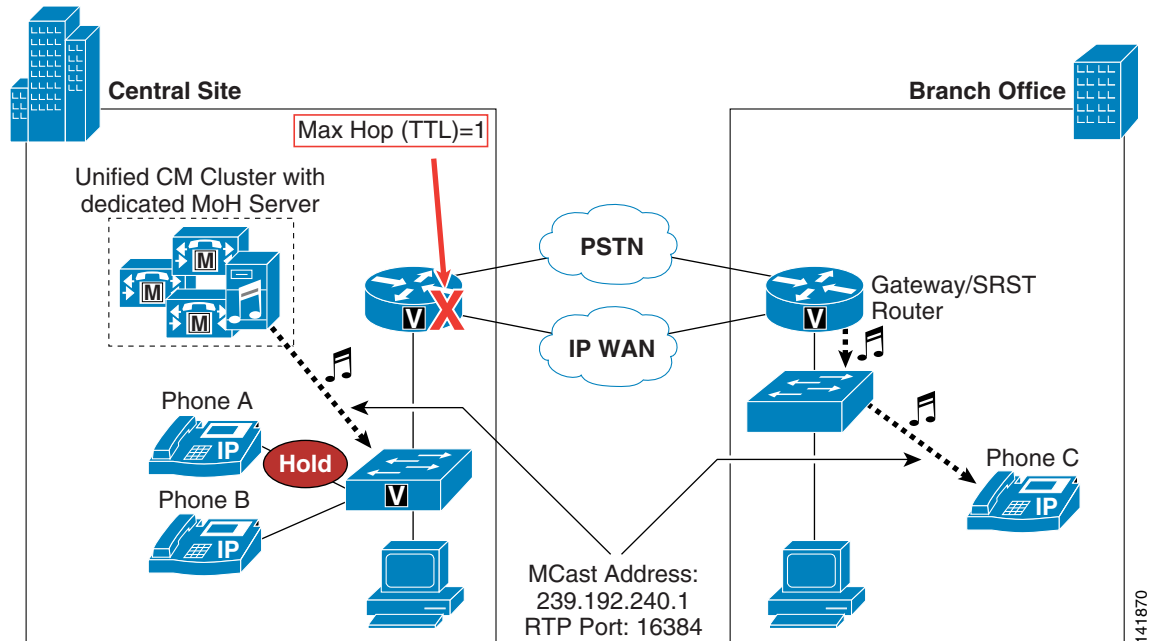 Central Site
Branch Office
Max Hop (TTL)=1
Unified CM Cluster with
dedicated MoH Server
M
M
M
PSTN
V
IP WAN
V
Gateway/SRST
Router
Phone A
IP
Hold
Phone B
IP
V
Phone C
IP
MCast Address:
239.192.240.1
RTP Port: 16384
141870